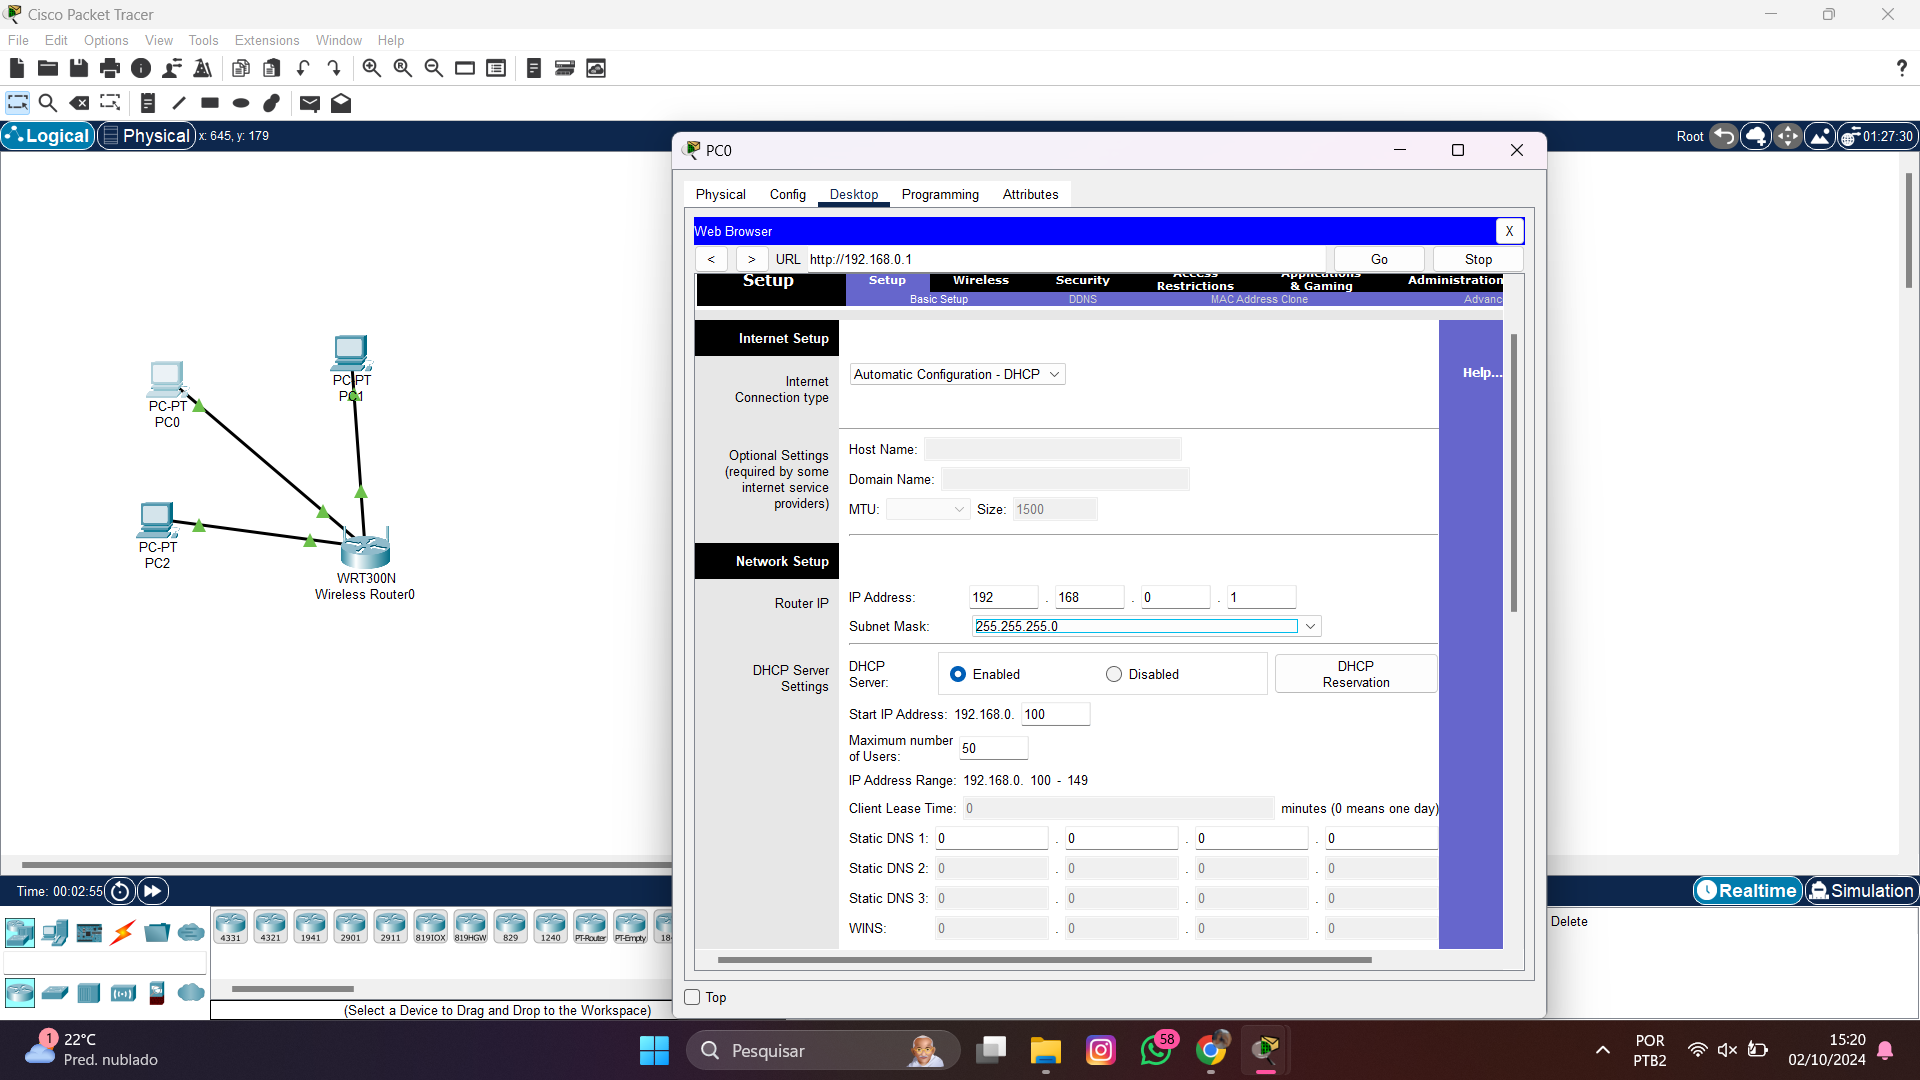 Cisco Packet Tracer
File Edit Options View Tools Extensions Window Help
?
Logical Physical x: 645, y: 179
Root 01:27:30
PC0
Physical Config Desktop Programming Attributes
Web Browser X
< > URL http://192.168.0.1 Go Stop
Setup Setup Wireless Security Access Restrictions Applications & Gaming Administration
Basic Setup DDNS MAC Address Clone Advanc
Internet Setup
Internet Connection type Automatic Configuration - DHCP
Help...
Optional Settings (required by some internet service providers)
Host Name:
Domain Name:
MTU: Size: 1500
Network Setup
Router IP
IP Address: 192 . 168 . 0 . 1
Subnet Mask: 255.255.255.0
DHCP Server Settings
DHCP Server: Enabled Disabled DHCP Reservation
Start IP Address: 192.168.0. 100
Maximum number of Users: 50
IP Address Range: 192.168.0. 100 - 149
Client Lease Time: 0 minutes (0 means one day)
Static DNS 1: 0 . 0 . 0 . 0
Static DNS 2: 0 . 0 . 0 . 0
Static DNS 3: 0 . 0 . 0 . 0
WINS: 0 . 0 . 0 . 0
Top
PC-PT
PC0
PC-PT
PC1
PC-PT
PC2
WRT300N
Wireless Router0
Time: 00:02:55
Realtime Simulation
4331 4321 1941 2901 2911 819IOX 819HGW 829 1240 PT-Router PT-Empty 18
Delete
(Select a Device to Drag and Drop to the Workspace)
1
22°C
Pred. nublado
Pesquisar
58
POR
PTB2
15:20
02/10/2024